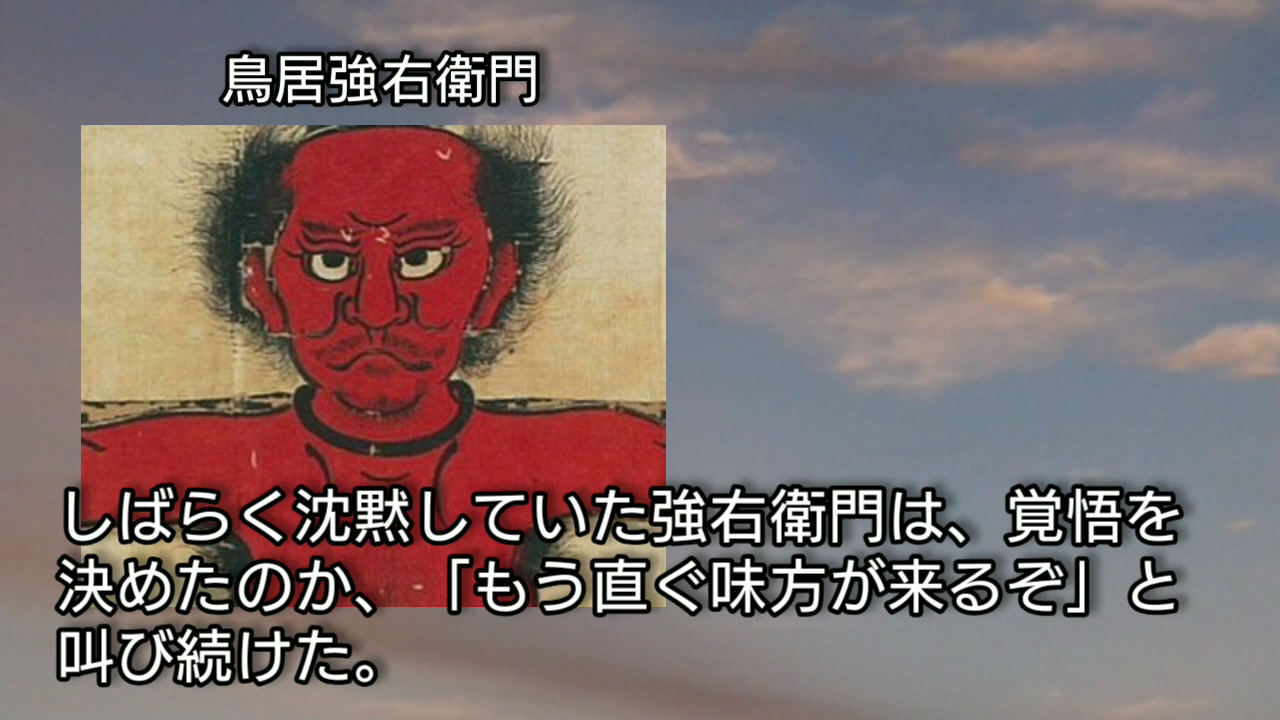 鳥居強右衛門
しばらく沈黙していた強右衛門は、覚悟を
決めたのか、「もう直ぐ味方が来るぞ」と
叫び続けた。